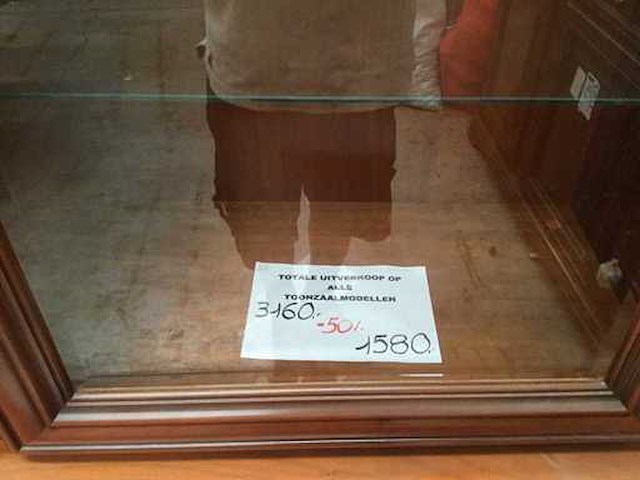 TOTALE UITVERKOOP OP
ALLE
TOONZAALMODELLEN
3160.-
-50%
1580.